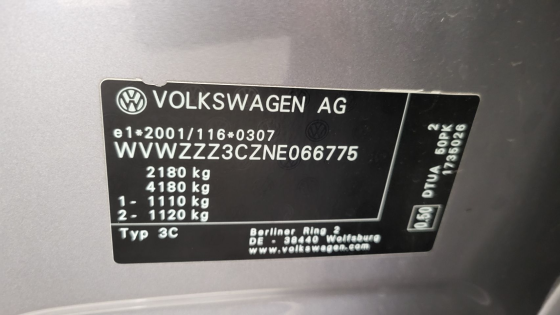 VOLKSWAGEN AG
e1*2001/116*0307
WVWZZZ3CZNE066775
2180 kg
4180 kg
1- 1110 kg
2- 1120 kg
Typ 3C
Berliner Ring 2
DE - 38440 Wolfsburg
www.volkswagen.com
0.50
DTUA 50PK 2
1735026